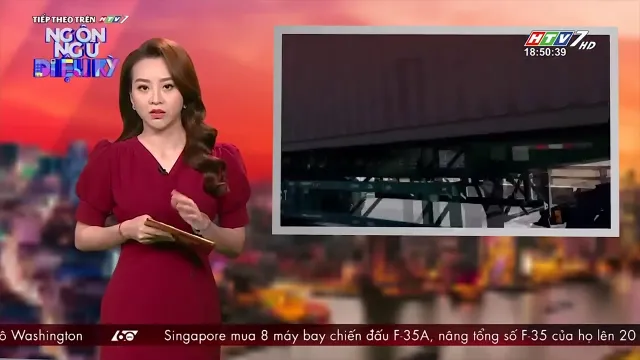 TIẾP THEO TRÊN HTV7
NGÔN
NGỮ
DIỆU KỲ
HTV7 HD
18:50:39
ô Washington
60
Singapore mua 8 máy bay chiến đấu F-35A, nâng tổng số F-35 của họ lên 20